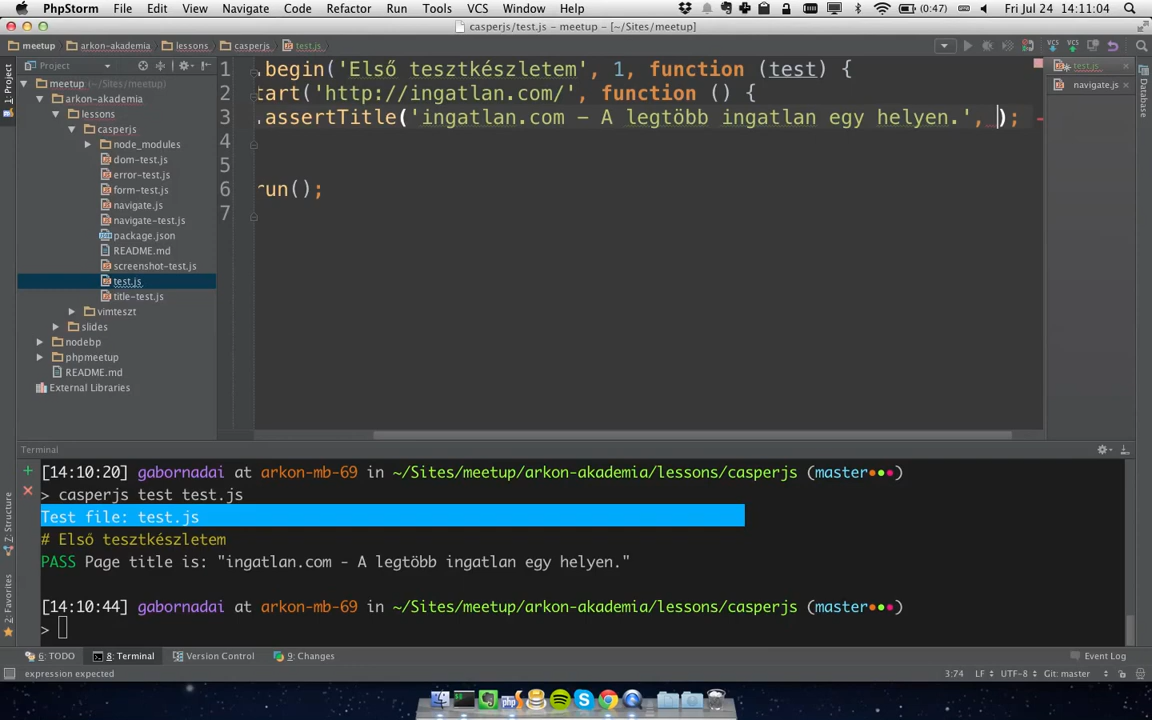 PhpStorm File Edit View Navigate Code Refactor Run Tools VCS Window Help (0:47) Fri Jul 24 14:11:04
casperjs/test.js - meetup - [~/Sites/meetup]
meetup arkon-akademia lessons casperjs test.js
1: Project
Project
meetup (~/Sites/meetup)
arkon-akademia
lessons
casperjs
node_modules
dom-test.js
error-test.js
form-test.js
navigate.js
navigate-test.js
package.json
README.md
screenshot-test.js
test.js
title-test.js
vimteszt
slides
nodebp
phpmeetup
README.md
External Libraries
1 .begin('Első tesztkészletem', 1, function (test) {
2 tart('http://ingatlan.com/', function () {
3 .assertTitle('ingatlan.com - A legtöbb ingatlan egy helyen.', );
4
5
6 run();
7
test.js
navigate.js
Database
Terminal
[14:10:20] gabornadai at arkon-mb-69 in ~/Sites/meetup/arkon-akademia/lessons/casperjs (master●●●)
> casperjs test test.js
Test file: test.js
# Első tesztkészletem
PASS Page title is: "ingatlan.com - A legtöbb ingatlan egy helyen."
[14:10:44] gabornadai at arkon-mb-69 in ~/Sites/meetup/arkon-akademia/lessons/casperjs (master●●●)
>
7: Structure
2: Favorites
6: TODO 8: Terminal Version Control 9: Changes Event Log
expression expected 3:74 LF UTF-8 Git: master
php